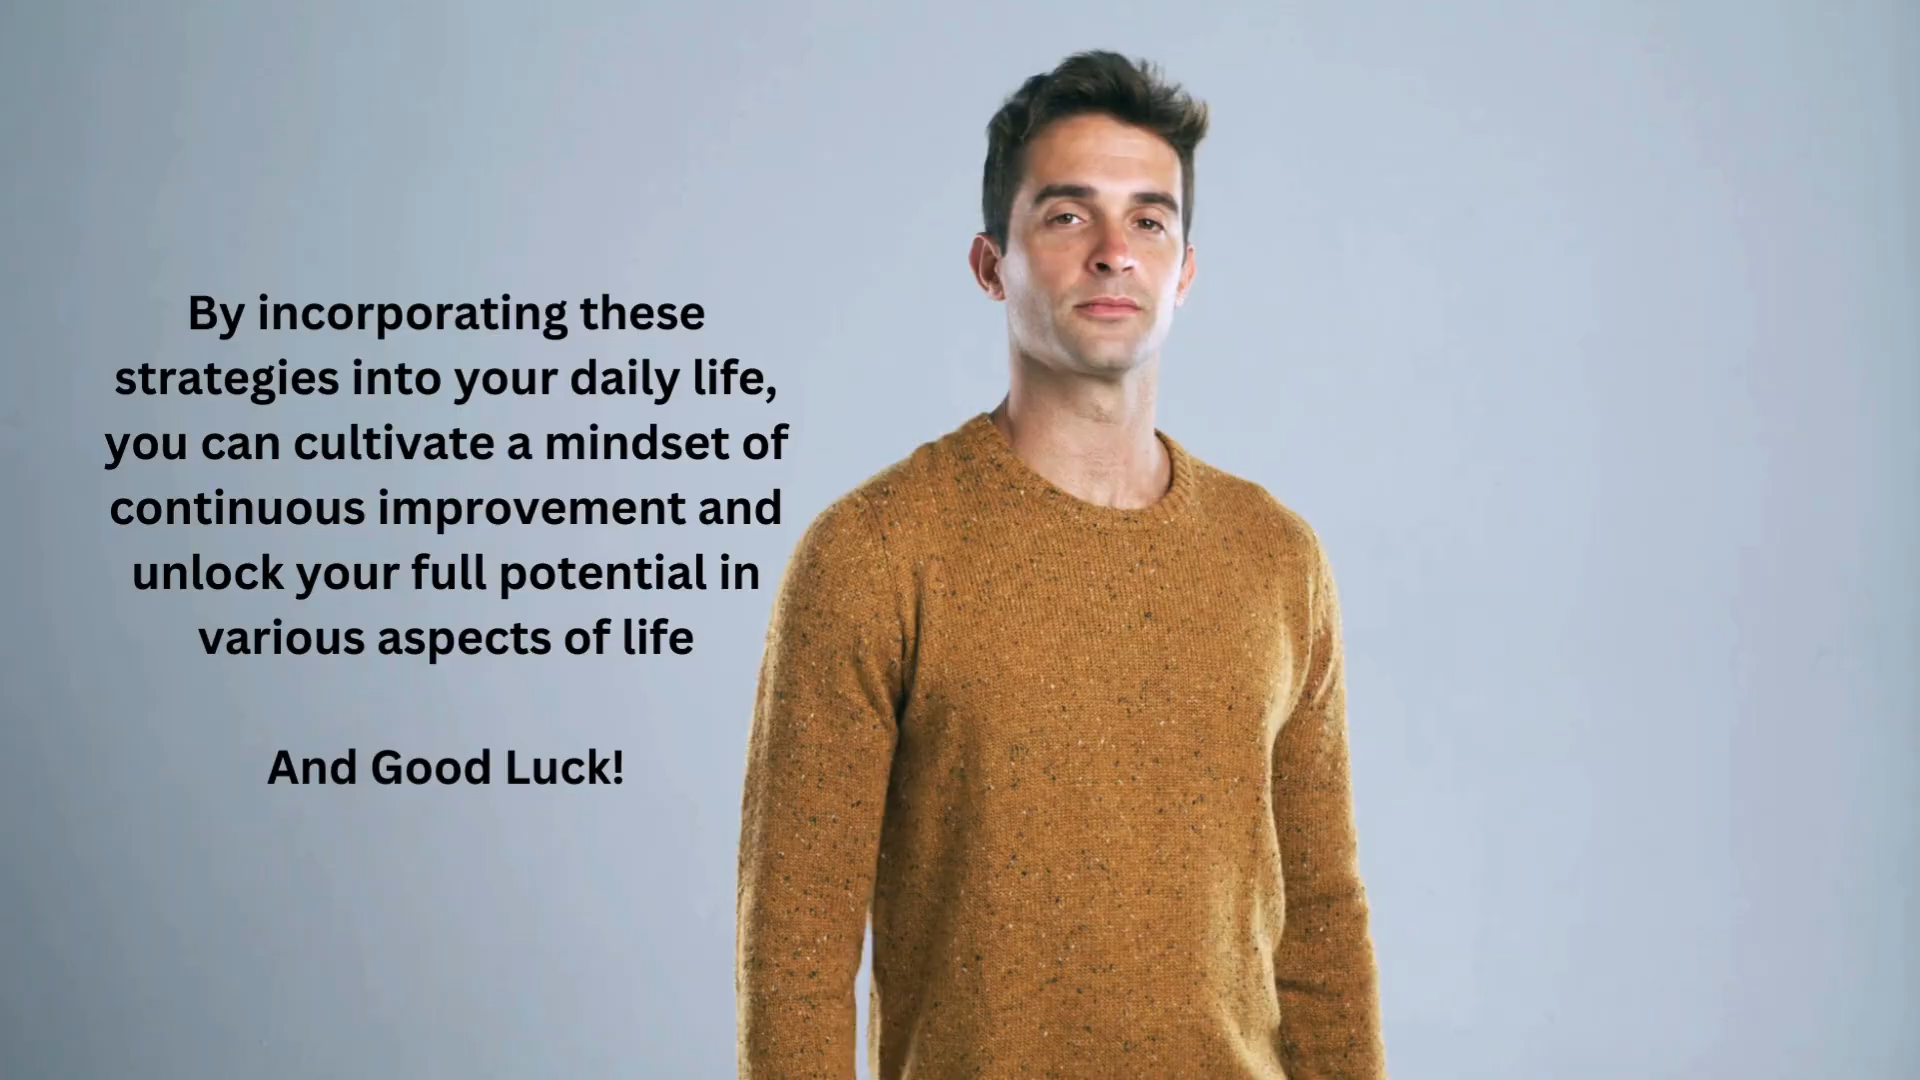 By incorporating these
strategies into your daily life,
you can cultivate a mindset of
continuous improvement and
unlock your full potential in
various aspects of life
And Good Luck!